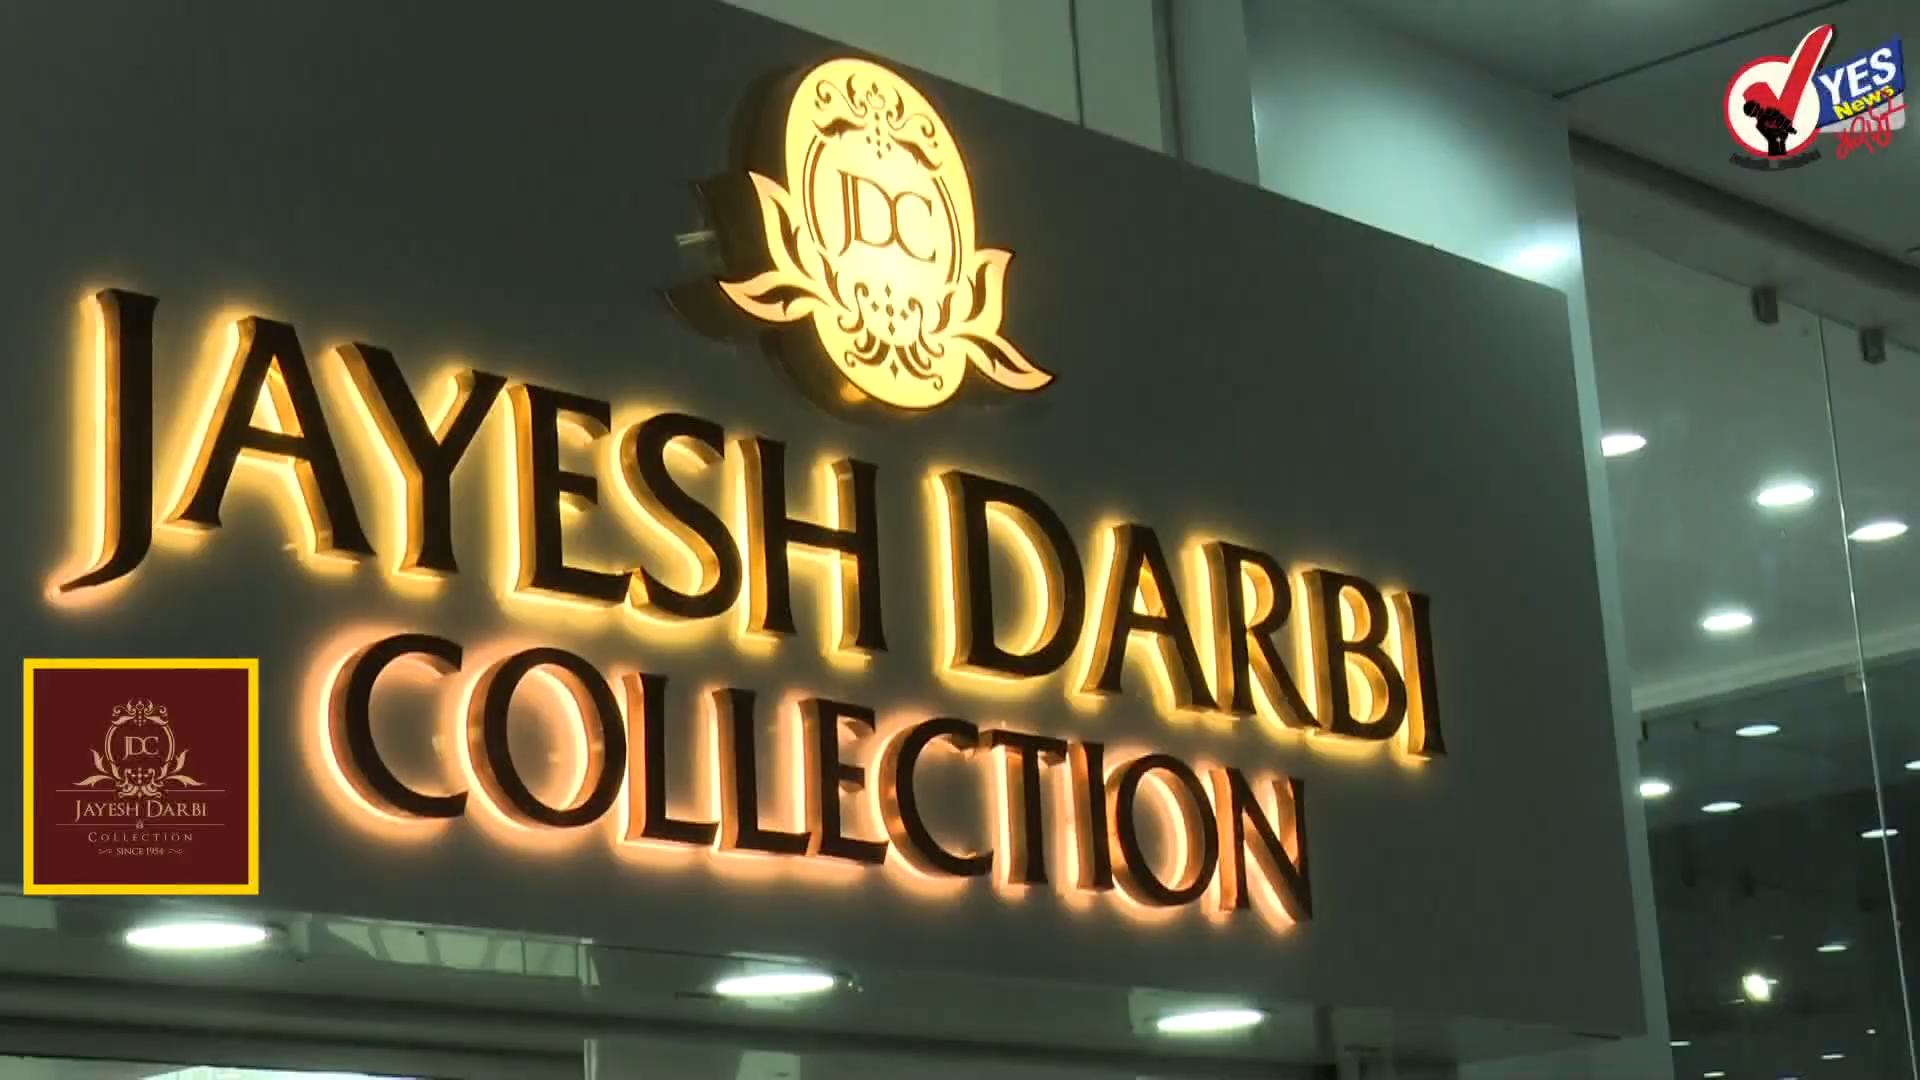 JDC
JAYESH DARBI
COLLECTION
YES
News
JDC
JAYESH DARBI
COLLECTION
SINCE 1954